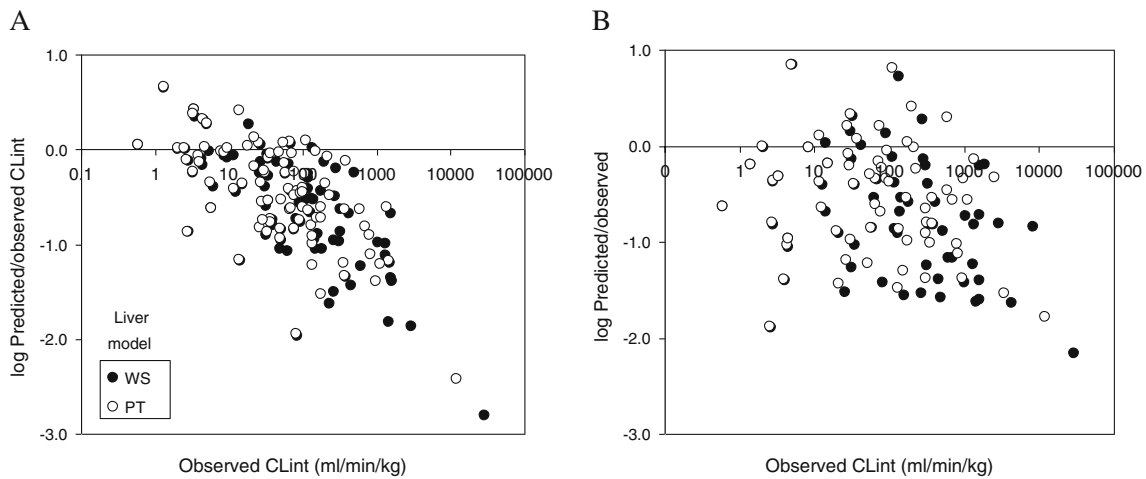 A
1.0
0.0
0.1
1
10
100
1000
10000
100000
-1.0
-2.0
-3.0
log Predicted/observed CLint
Liver
model
WS
PT
Observed CLint (ml/min/kg)
B
1.0
0.0
0
1
10
100
1000
10000
100000
-1.0
-2.0
-3.0
log Predicted/observed
Observed CLint (ml/min/kg)